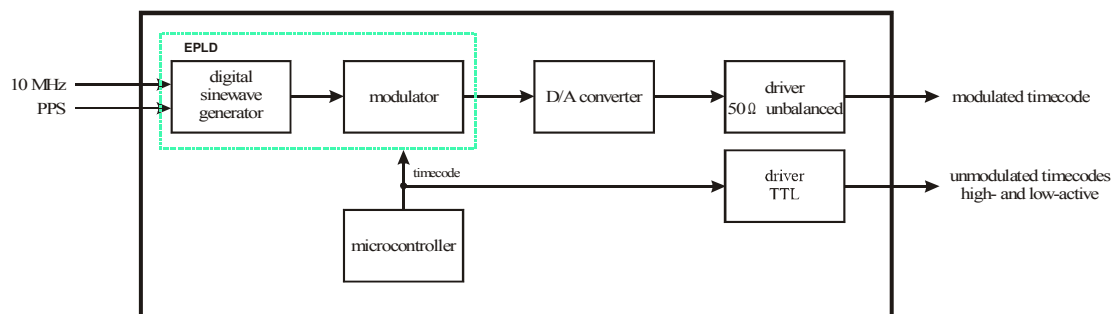 EPLD
10 MHz
PPS
digital
sinewave
generator
modulator
D/A converter
driver
50Ω unbalanced
modulated timecode
timecode
driver
TTL
unmodulated timecodes
high- and low-active
microcontroller